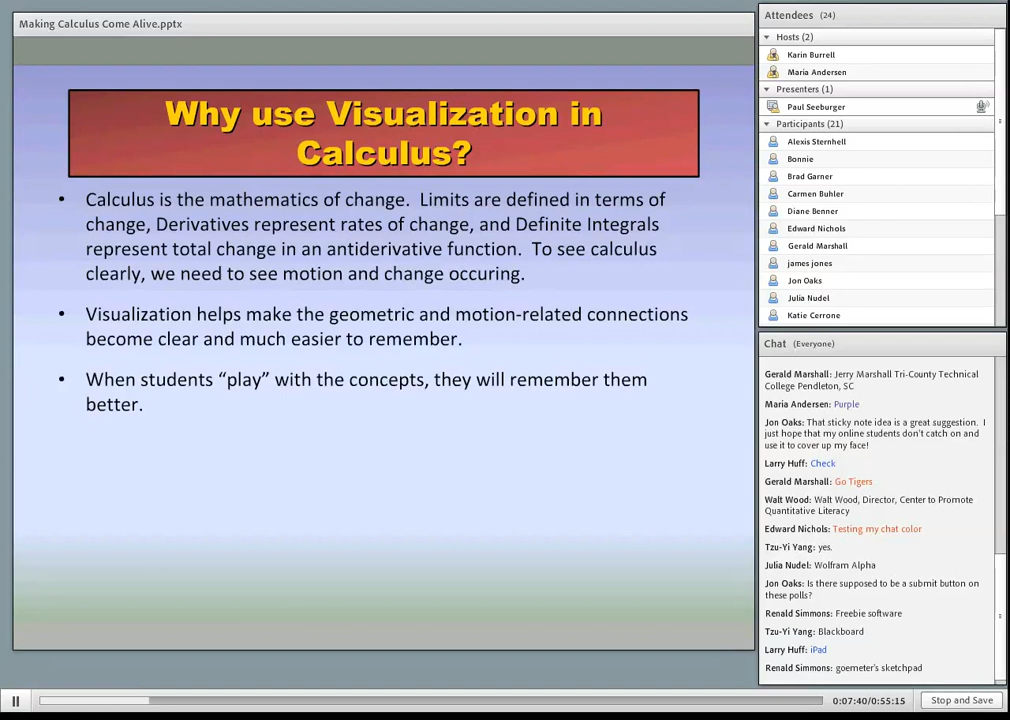 Making Calculus Come Alive.pptx
Why use Visualization in
Calculus?
• Calculus is the mathematics of change. Limits are defined in terms of
change, Derivatives represent rates of change, and Definite Integrals
represent total change in an antiderivative function. To see calculus
clearly, we need to see motion and change occuring.
• Visualization helps make the geometric and motion-related connections
become clear and much easier to remember.
• When students “play” with the concepts, they will remember them
better.
Attendees (24)
Hosts (2)
Karin Burrell
Maria Andersen
Presenters (1)
Paul Seeburger
Participants (21)
Alexis Sternhell
Bonnie
Brad Garner
Carmen Buhler
Diane Benner
Edward Nichols
Gerald Marshall
james jones
Jon Oaks
Julia Nudel
Katie Cerrone
Chat (Everyone)
Gerald Marshall: Jerry Marshall Tri-County Technical
College Pendleton, SC
Maria Andersen: Purple
Jon Oaks: That sticky note idea is a great suggestion. I
just hope that my online students don't catch on and
use it to cover up my face!
Larry Huff: Check
Gerald Marshall: Go Tigers
Walt Wood: Walt Wood, Director, Center to Promote
Quantitative Literacy
Edward Nichols: Testing my chat color
Tzu-Yi Yang: yes.
Julia Nudel: Wolfram Alpha
Jon Oaks: Is there supposed to be a submit button on
these polls?
Renald Simmons: Freebie software
Tzu-Yi Yang: Blackboard
Larry Huff: iPad
Renald Simmons: goemeter's sketchpad
0:07:40/0:55:15
Stop and Save